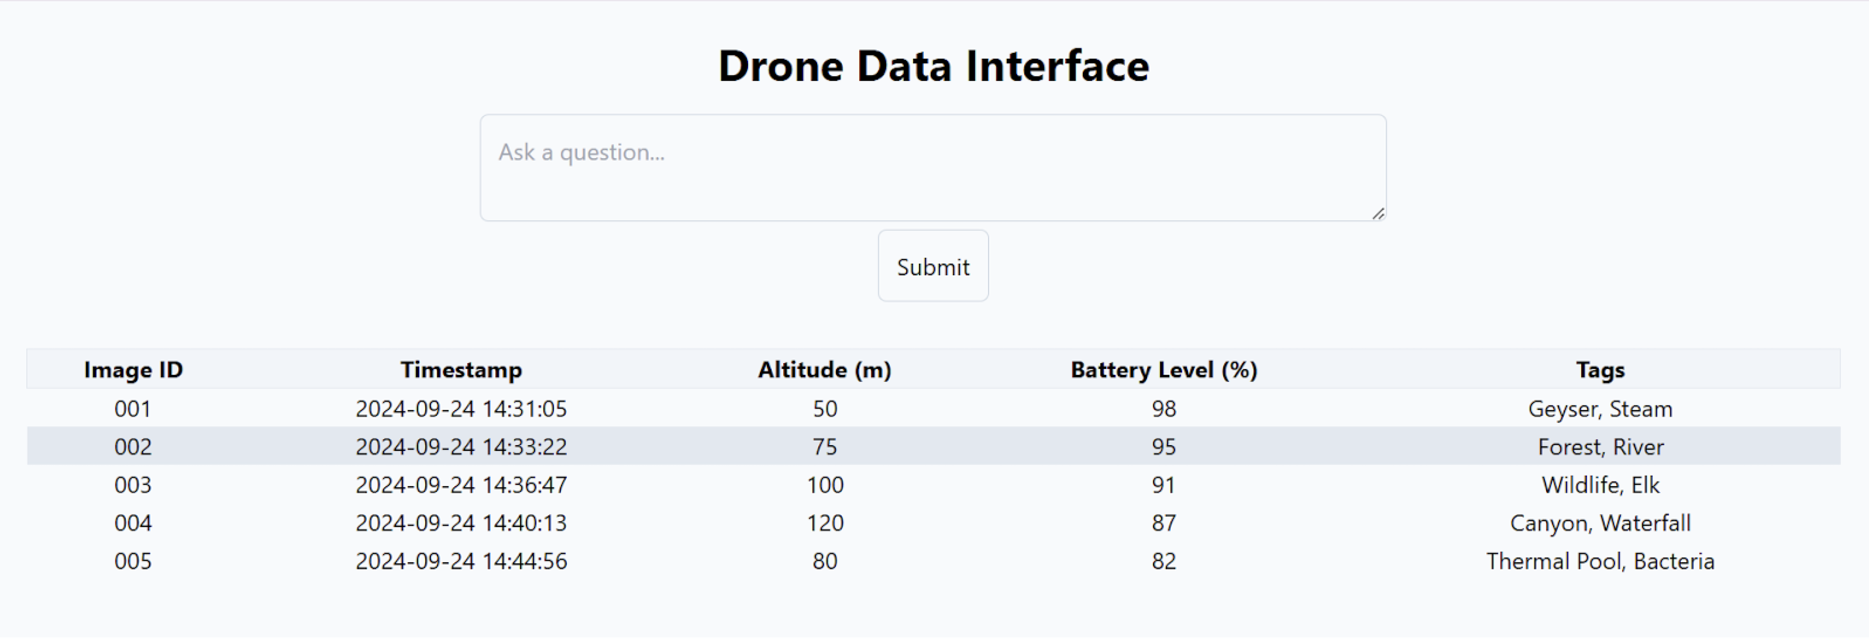 Drone Data Interface
Ask a question...
Submit
Image ID Timestamp Altitude (m) Battery Level (%) Tags
001 2024-09-24 14:31:05 50 98 Geyser, Steam
002 2024-09-24 14:33:22 75 95 Forest, River
003 2024-09-24 14:36:47 100 91 Wildlife, Elk
004 2024-09-24 14:40:13 120 87 Canyon, Waterfall
005 2024-09-24 14:44:56 80 82 Thermal Pool, Bacteria